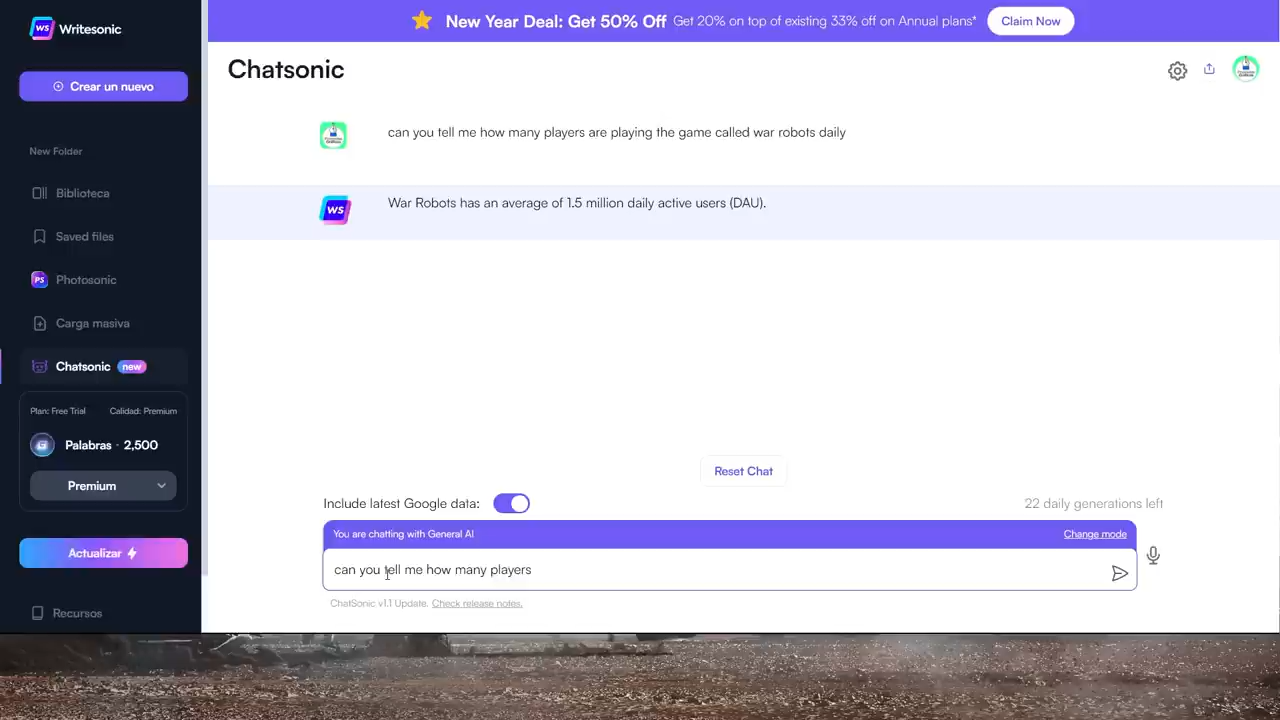 New Year Deal: Get 50% Off Get 20% on top of existing 33% off on Annual plans* Claim Now
WS Writesonic
Crear un nuevo
New Folder
Biblioteca
Saved files
PS Photosonic
Carga masiva
Chatsonic new
Plan: Free Trial Calidad: Premium
Palabras · 2,500
Premium
Actualizar
Recursos
Chatsonic
can you tell me how many players are playing the game called war robots daily
WS War Robots has an average of 1.5 million daily active users (DAU).
Reset Chat
Include latest Google data: 22 daily generations left
You are chatting with General AI Change mode
can you tell me how many players
ChatSonic v1.1 Update. Check release notes.